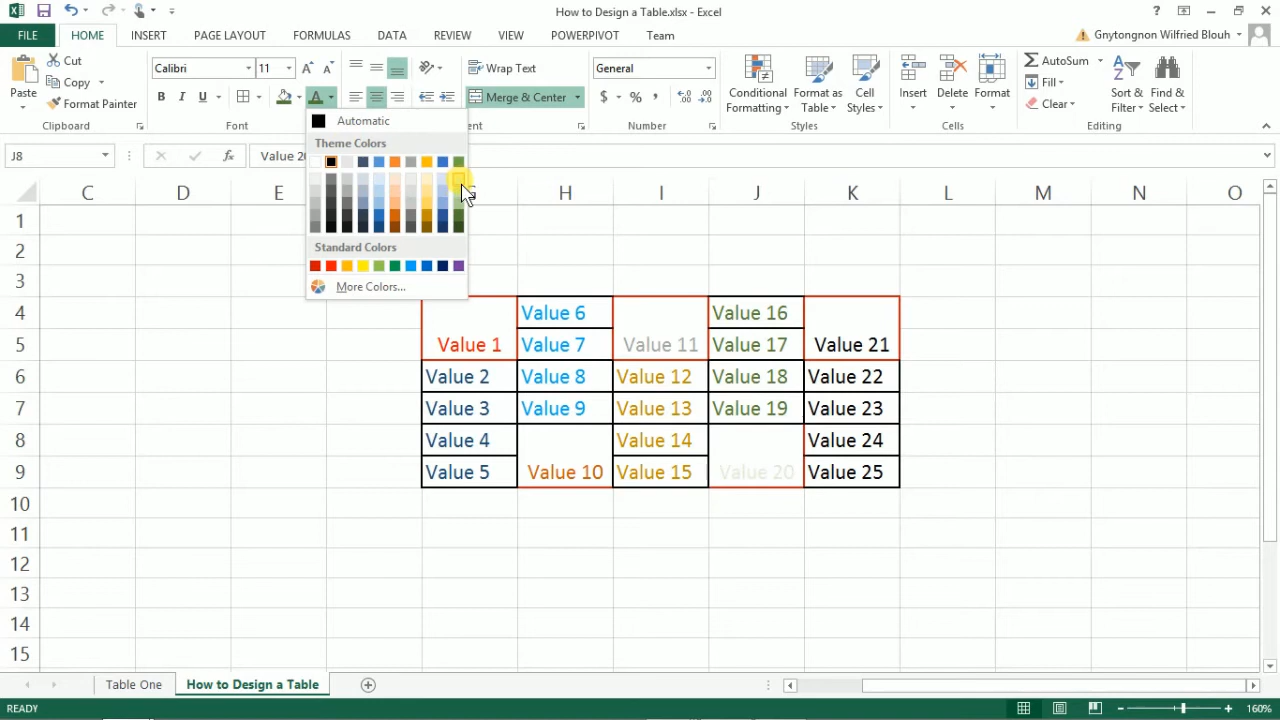 How to Design a Table.xlsx - Excel
FILE HOME INSERT PAGE LAYOUT FORMULAS DATA REVIEW VIEW POWERPIVOT Team Gnytongnon Wilfried Blouh
Paste Cut Copy Format Painter
Calibri 11
B I U A
Wrap Text
Merge & Center
General
$ % ,
Conditional Formatting Format as Table Cell Styles
Insert Delete Format
AutoSum Fill Clear
Sort & Filter Find & Select
Clipboard Font Number Styles Cells Editing
Automatic
Theme Colors
Standard Colors
More Colors...
J8 fx
C D E H I J K L M N O
1
2
3
4 Value 6 Value 16
5 Value 1 Value 7 Value 11 Value 17 Value 21
6 Value 2 Value 8 Value 12 Value 18 Value 22
7 Value 3 Value 9 Value 13 Value 19 Value 23
8 Value 4 Value 14 Value 24
9 Value 5 Value 10 Value 15 Value 20 Value 25
10
11
12
13
14
15
Table One How to Design a Table
READY 160%